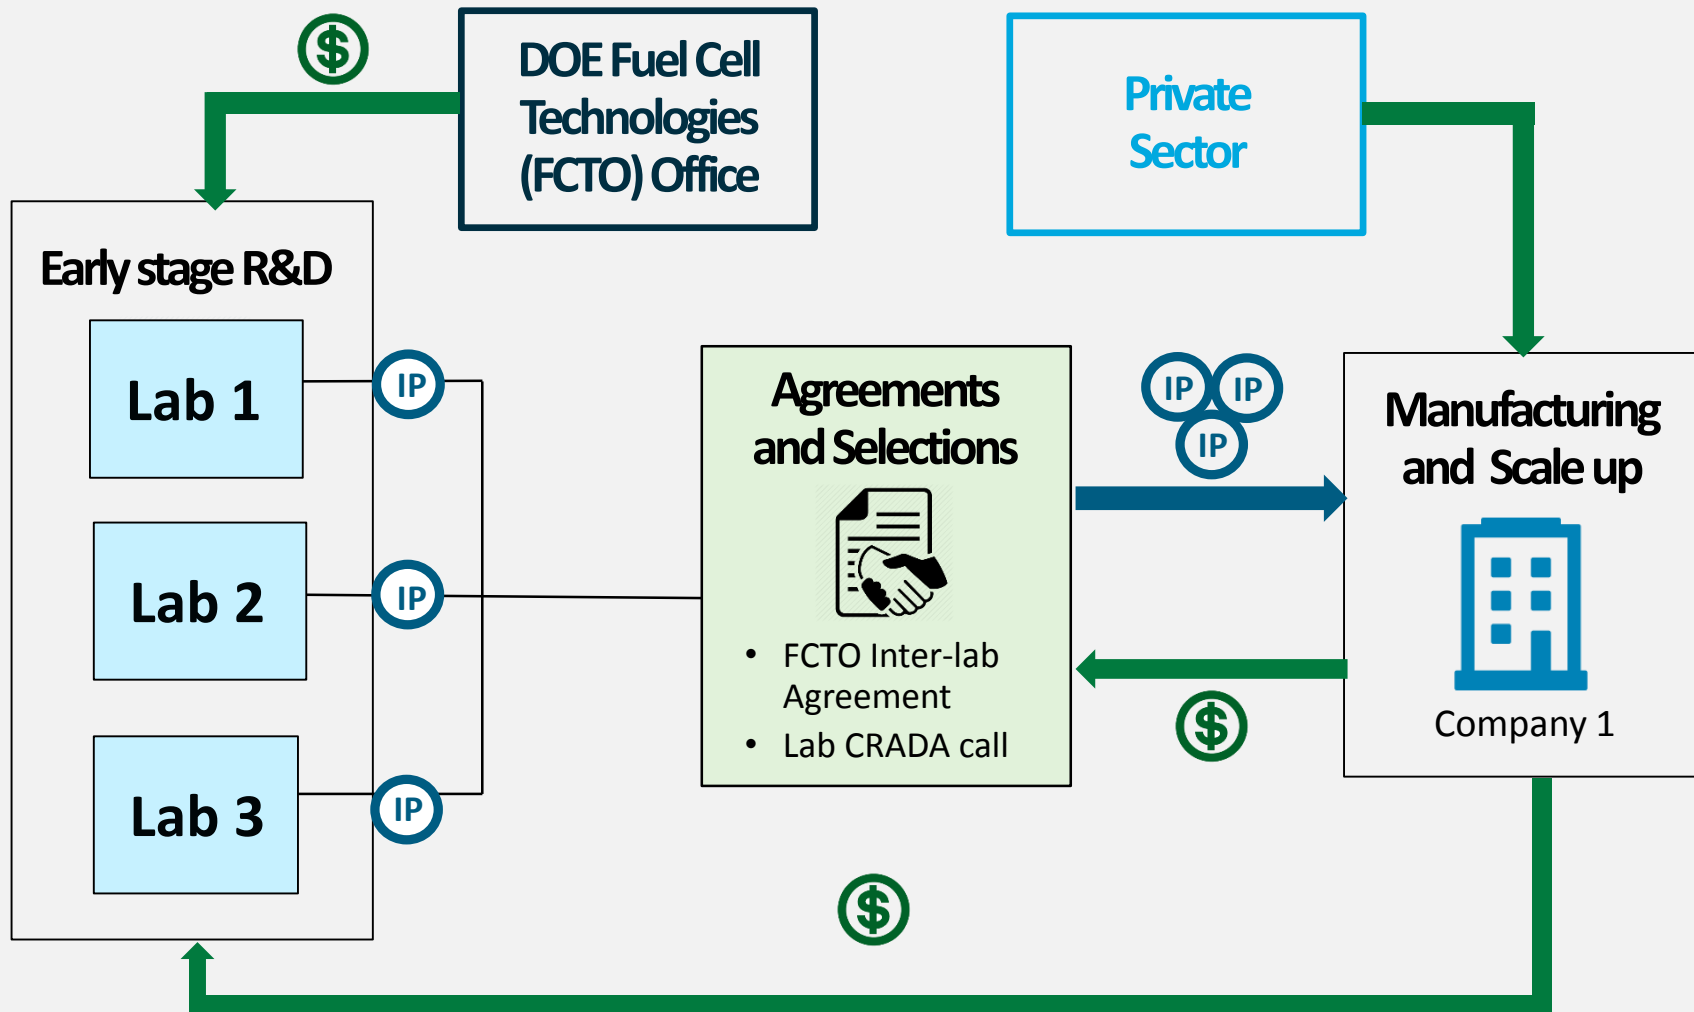 $
DOE Fuel Cell
Technologies
(FCTO) Office
Private
Sector
Early stage R&D
Lab 1
IP
Lab 2
IP
Lab 3
IP
Agreements
and Selections
• FCTO Inter-lab
Agreement
• Lab CRADA call
IP IP
IP
$
Manufacturing
and Scale up
Company 1
$